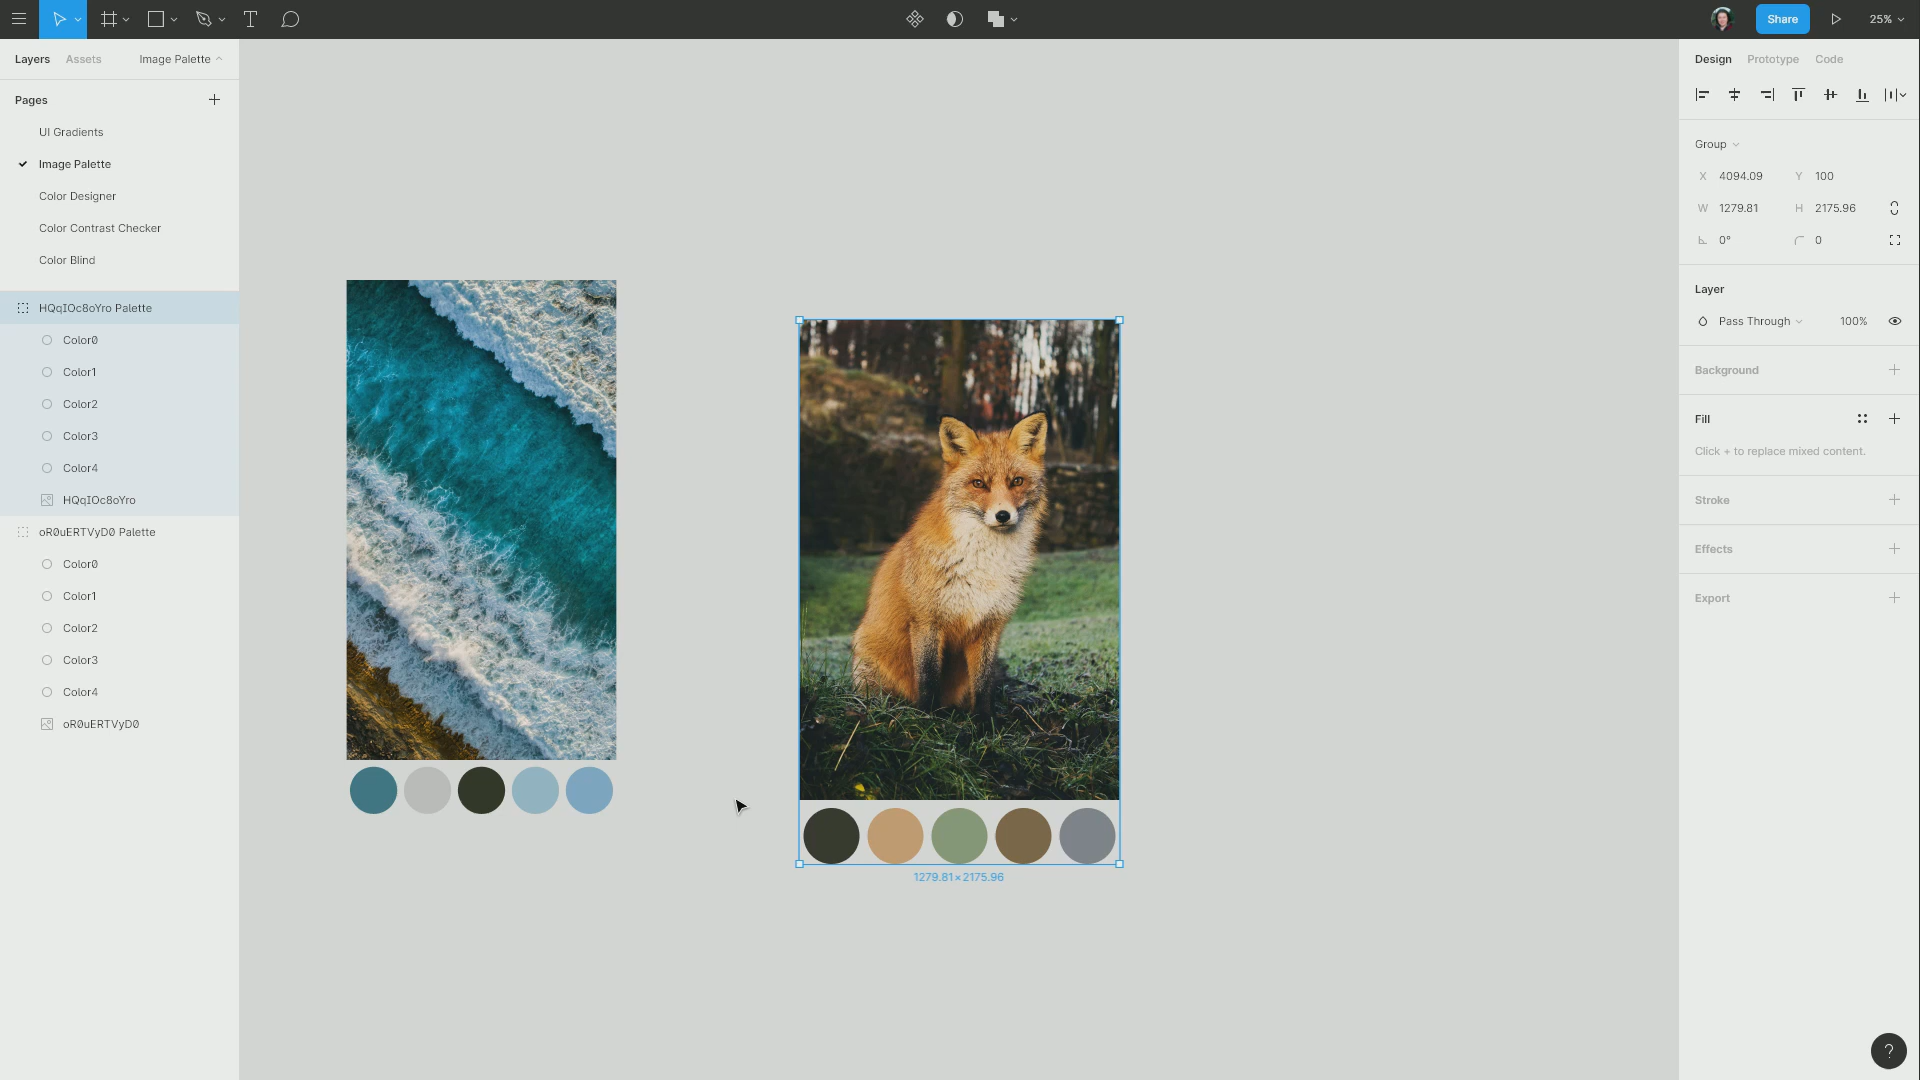 Share
25%
Layers
Assets
Image Palette
Pages
UI Gradients
Image Palette
Color Designer
Color Contrast Checker
Color Blind
HQqIOc8oYro Palette
Color0
Color1
Color2
Color3
Color4
HQqIOc8oYro
oR0uERTVyD0 Palette
Color0
Color1
Color2
Color3
Color4
oR0uERTVyD0
1279.81 × 2175.96
Design
Prototype
Code
Group
X 4094.09 Y 100
W 1279.81 H 2175.96
0° 0
Layer
Pass Through 100%
Background
Fill
Click + to replace mixed content.
Stroke
Effects
Export
?